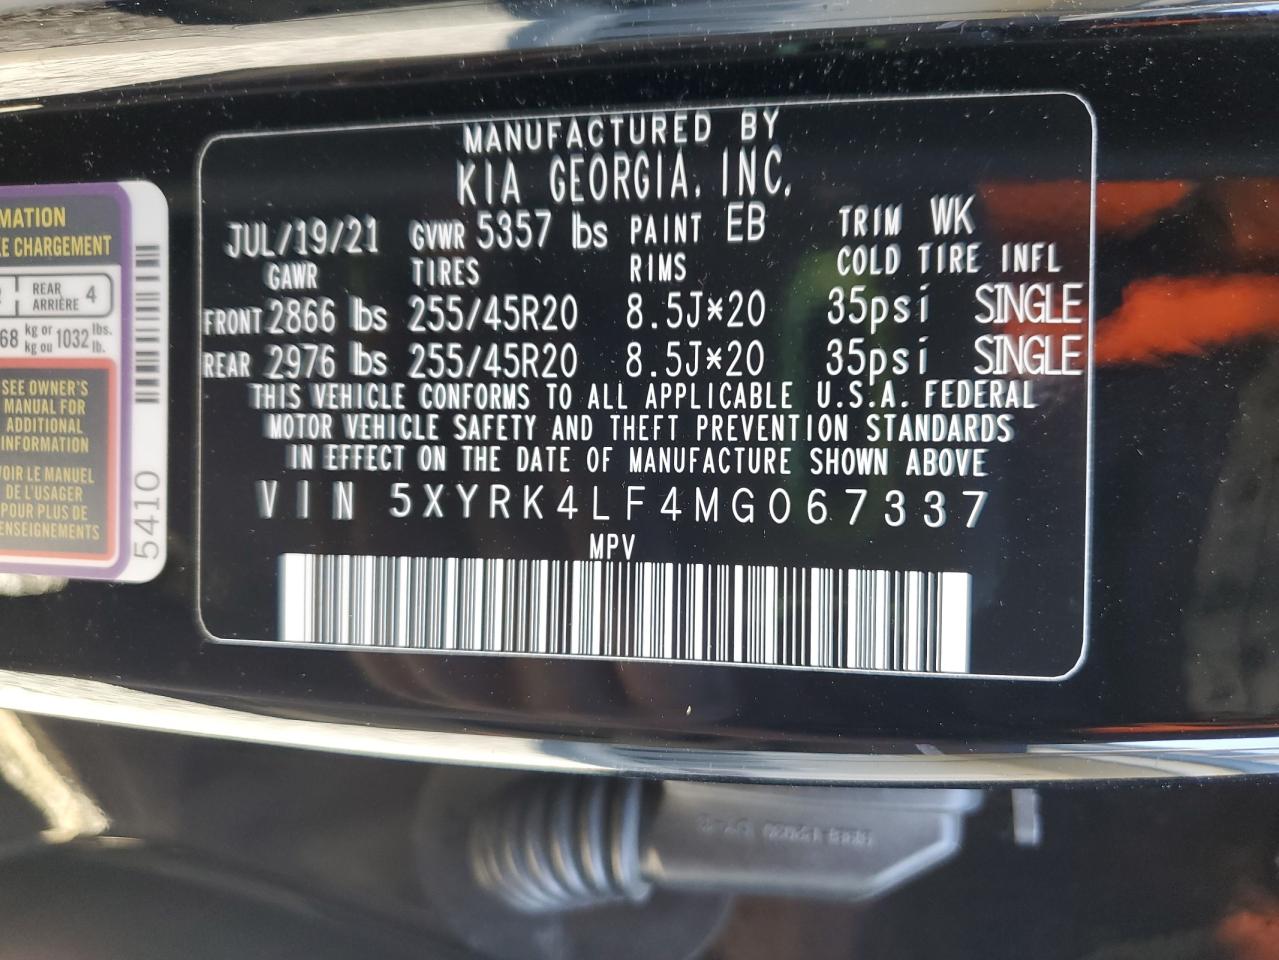 MANUFACTURED BY
KIA GEORGIA, INC.
JUL/19/21 GVWR 5357 lbs PAINT EB TRIM WK
GAWR TIRES RIMS COLD TIRE INFL
FRONT 2866 lbs 255/45R20 8.5J*20 35psi SINGLE
REAR 2976 lbs 255/45R20 8.5J*20 35psi SINGLE
THIS VEHICLE CONFORMS TO ALL APPLICABLE U.S.A. FEDERAL
MOTOR VEHICLE SAFETY AND THEFT PREVENTION STANDARDS
IN EFFECT ON THE DATE OF MANUFACTURE SHOWN ABOVE
VIN 5XYRK4LF4MG067337
MPV
MATION
E CHARGEMENT
REAR
ARRIÈRE 4
68 kg or 1032 lbs.
kg ou lb.
SEE OWNER'S
MANUAL FOR
ADDITIONAL
INFORMATION
VOIR LE MANUEL
DE L'USAGER
POUR PLUS DE
ENSEIGNEMENTS
5410